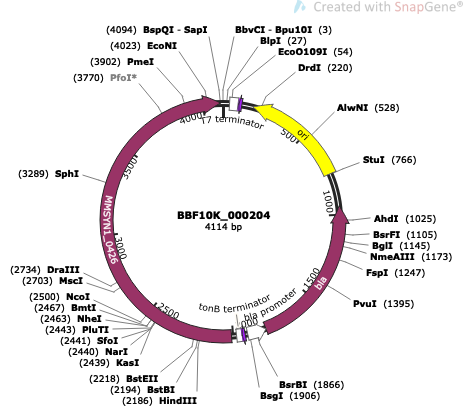 Created with SnapGene®
(4094) BspQI - SapI
BbvCI - Bpu10I (3)
(4023) EcoNI
BlpI (27)
EcoO109I (54)
(3902) PmeI
DrdI (220)
(3770) PfoI*
AlwNI (528)
4000
T7 terminator
500
ori
StuI (766)
3500
(3289) SphI
1000
BBF10K_000204
4114 bp
AhdI (1025)
BsrFI (1105)
BglI (1145)
NmeAIII (1173)
FspI (1247)
MMSYN1_0426
3000
(2734) DraIII
(2703) MscI
1500
bla
PvuI (1395)
(2500) NcoI
(2467) BmtI
(2463) NheI
(2443) PluTI
(2441) SfoI
(2440) NarI
(2439) KasI
2500
tonB terminator
bla promoter
(2218) BstEII
(2194) BstBI
(2186) HindIII
BsrBI (1866)
BsgI (1906)